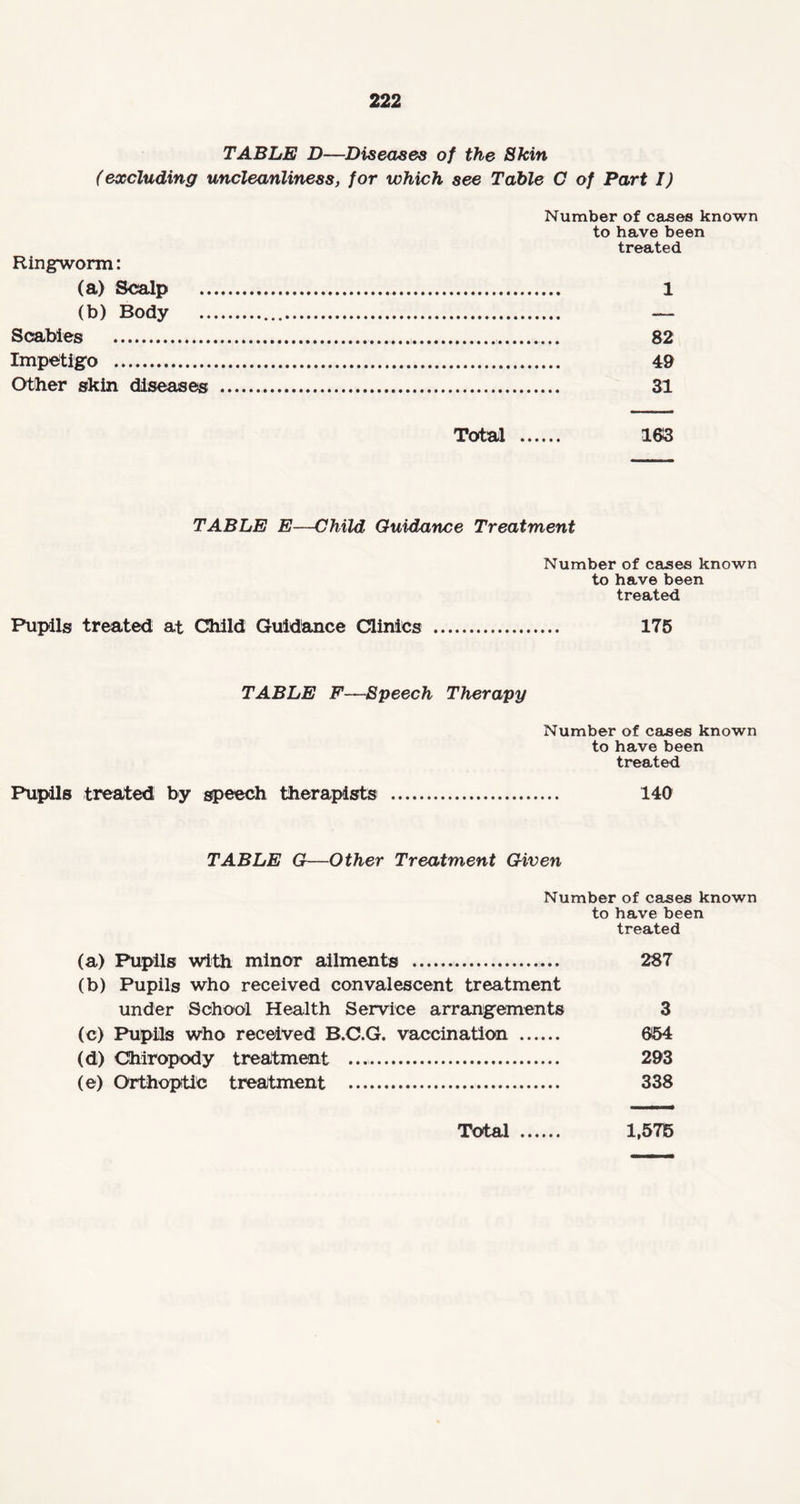 222
TABLE D—Diseases of the Skin
(excluding uncleanliness, for which see Table C of Part I)
Number of cases known
to have been
treated
Ringworm:
(a) Scalp .......... 1
(b) Body .......... —
Scabies .......... 82
Impetigo .......... 49
Other skin diseases .......... 31
Total ...... 163
TABLE E—Child Guidance Treatment
Number of cases known
to have been
treated
Pupils treated at Child Guidance Clinics .......... 175
TABLE F—Speech Therapy
Number of cases known
to have been
treated
Pupils treated by speech therapists .......... 140
TABLE G—Other Treatment Given
Number of cases known
to have been
treated
(a) Pupils with minor ailments .......... 287
(b) Pupils who received convalescent treatment
under School Health Service arrangements 3
(c) Pupils who received B.C.G. vaccination ...... 654
(d) Chiropody treatment .......... 293
(e) Orthoptic treatment .......... 338
Total ...... 1,575